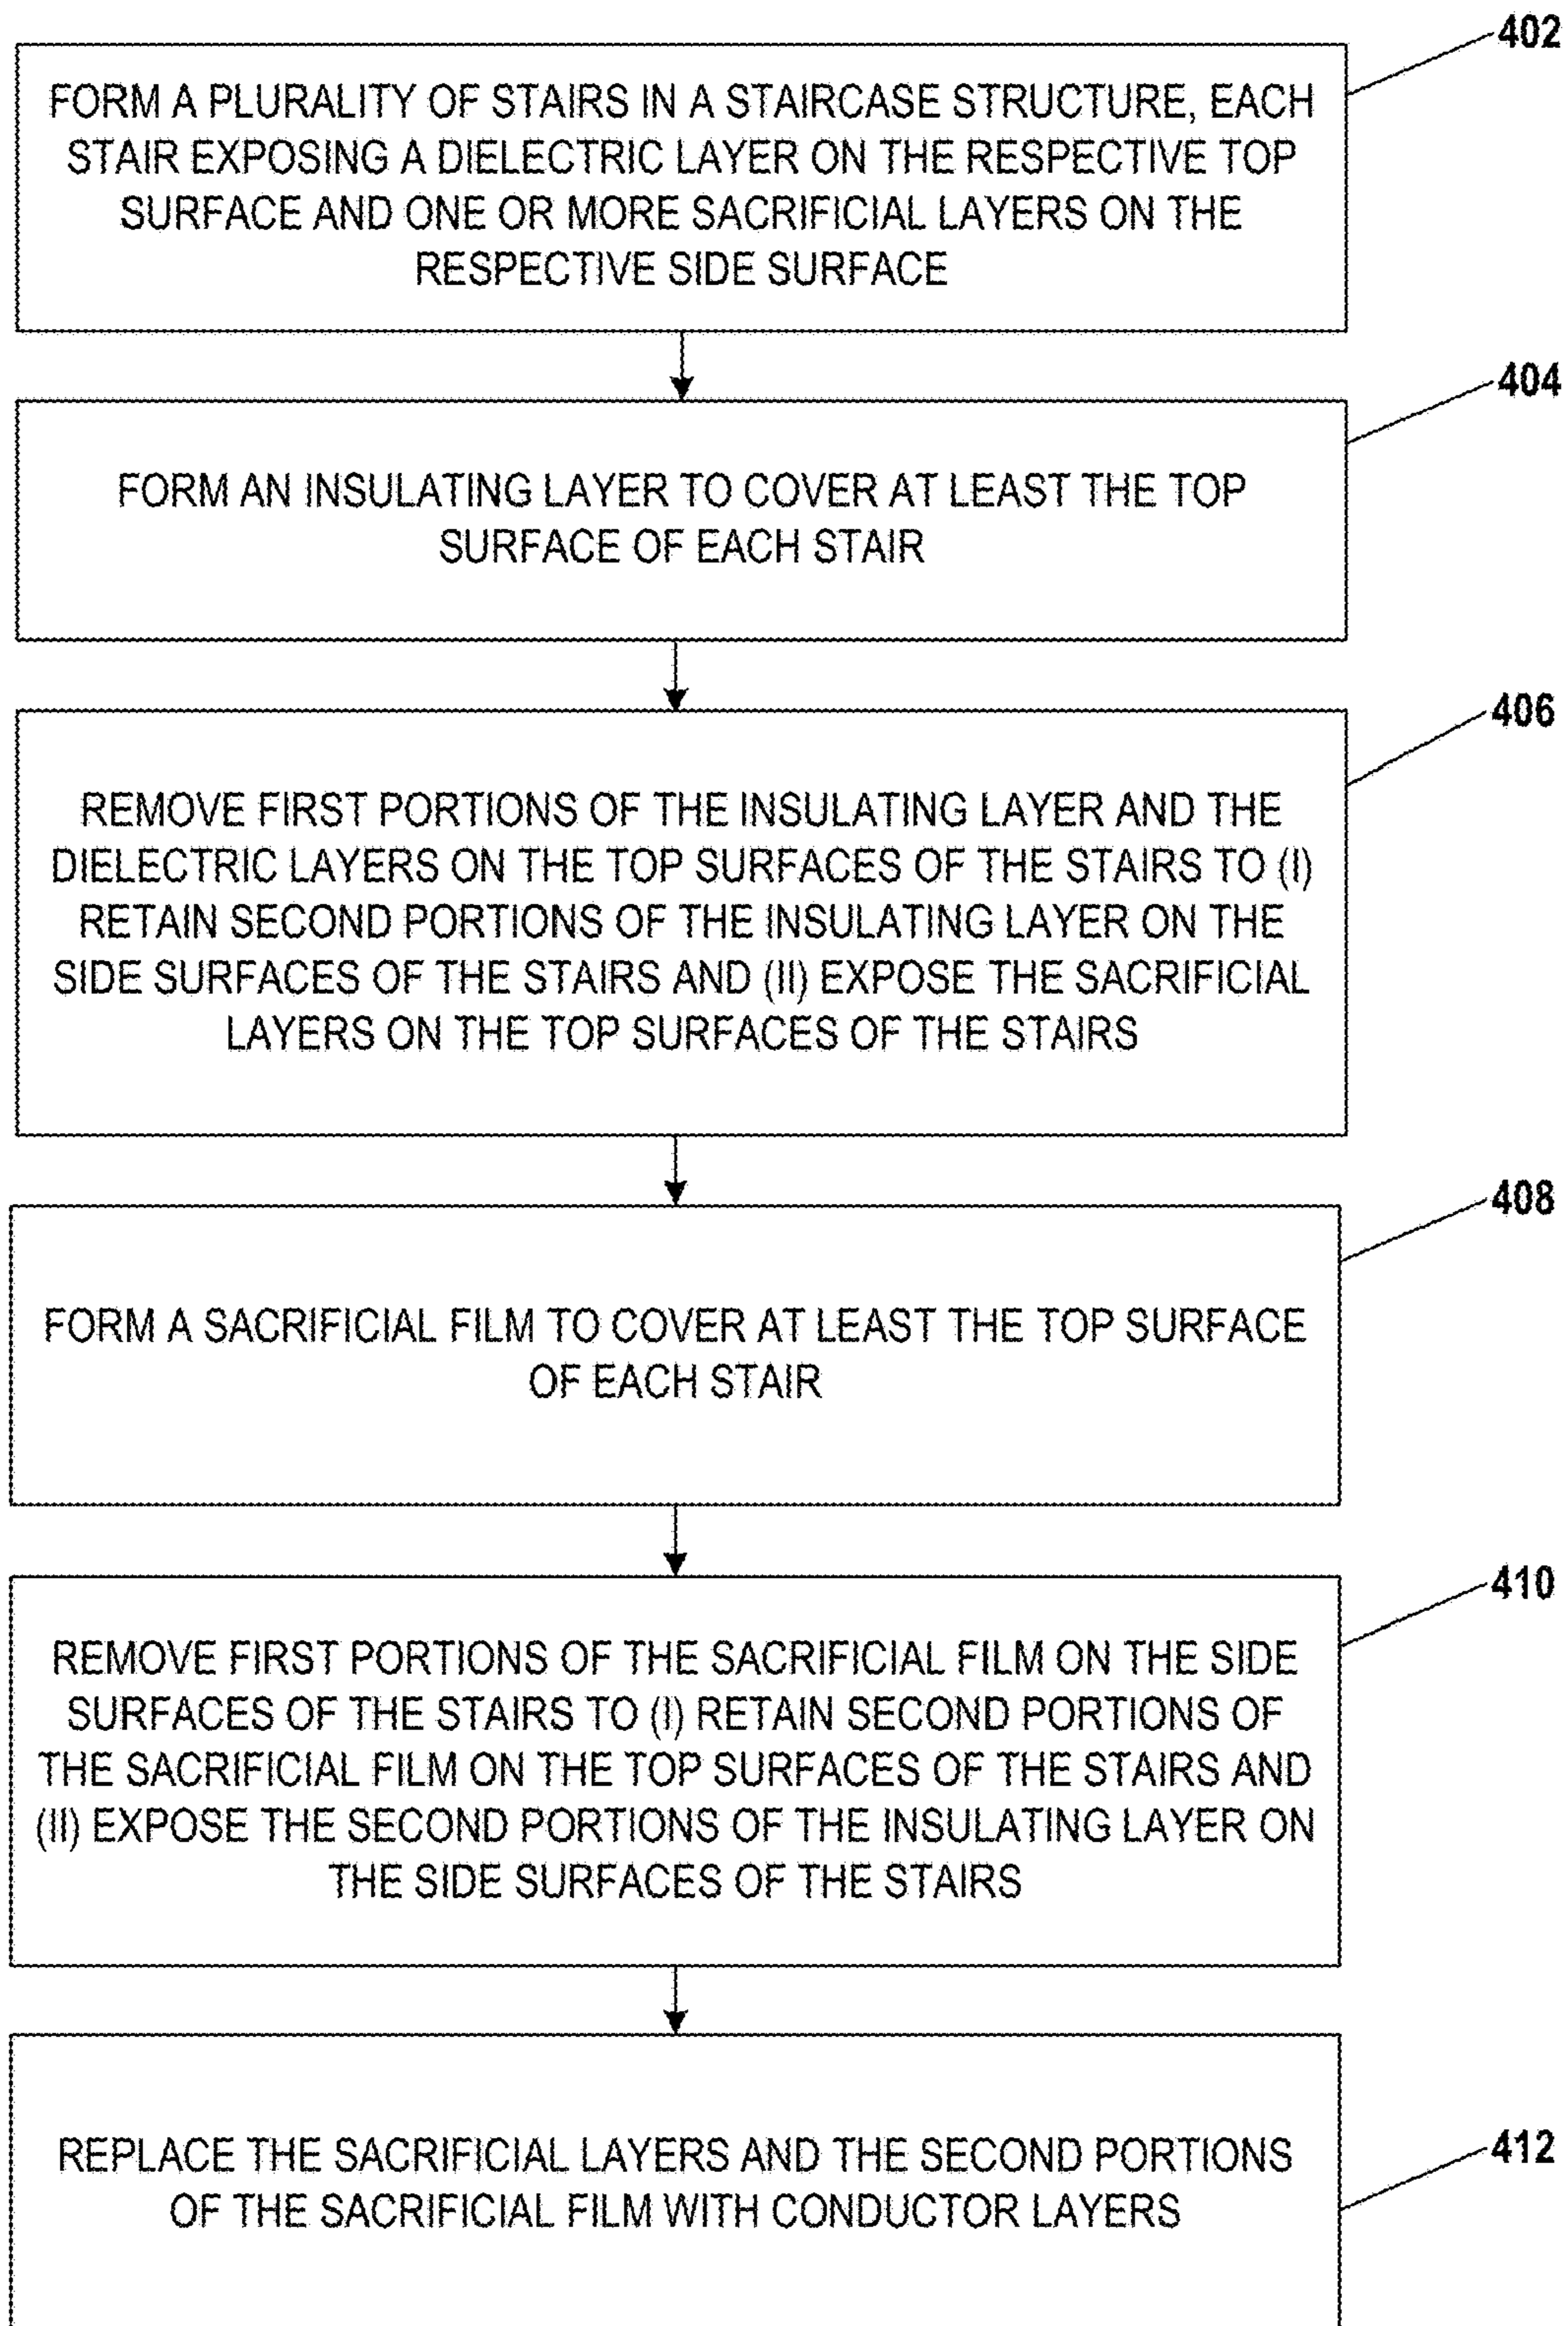 402
FORM A PLURALITY OF STAIRS IN A STAIRCASE STRUCTURE, EACH
STAIR EXPOSING A DIELECTRIC LAYER ON THE RESPECTIVE TOP
SURFACE AND ONE OR MORE SACRIFICIAL LAYERS ON THE
RESPECTIVE SIDE SURFACE
404
FORM AN INSULATING LAYER TO COVER AT LEAST THE TOP
SURFACE OF EACH STAIR
406
REMOVE FIRST PORTIONS OF THE INSULATING LAYER AND THE
DIELECTRIC LAYERS ON THE TOP SURFACES OF THE STAIRS TO (I)
RETAIN SECOND PORTIONS OF THE INSULATING LAYER ON THE
SIDE SURFACES OF THE STAIRS AND (II) EXPOSE THE SACRIFICIAL
LAYERS ON THE TOP SURFACES OF THE STAIRS
408
FORM A SACRIFICIAL FILM TO COVER AT LEAST THE TOP SURFACE
OF EACH STAIR
410
REMOVE FIRST PORTIONS OF THE SACRIFICIAL FILM ON THE SIDE
SURFACES OF THE STAIRS TO (I) RETAIN SECOND PORTIONS OF
THE SACRIFICIAL FILM ON THE TOP SURFACES OF THE STAIRS AND
(II) EXPOSE THE SECOND PORTIONS OF THE INSULATING LAYER ON
THE SIDE SURFACES OF THE STAIRS
412
REPLACE THE SACRIFICIAL LAYERS AND THE SECOND PORTIONS
OF THE SACRIFICIAL FILM WITH CONDUCTOR LAYERS